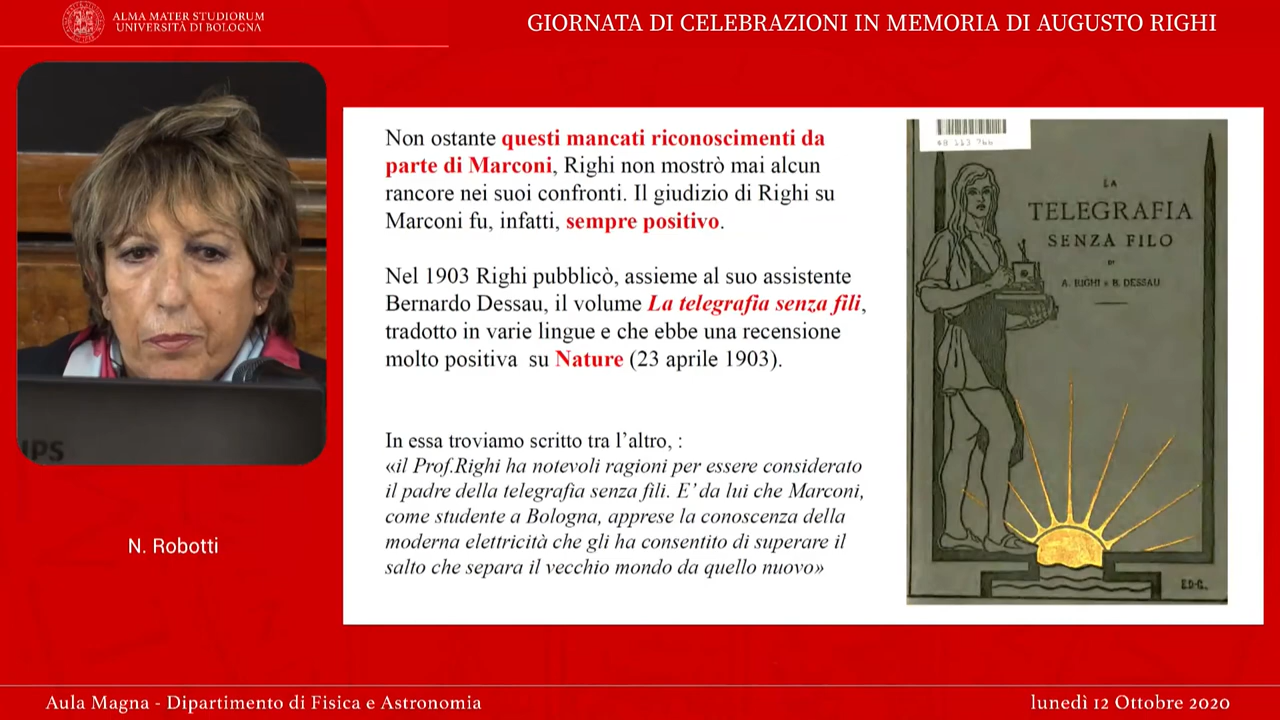 ALMA MATER STUDIORUM
UNIVERSITÀ DI BOLOGNA
GIORNATA DI CELEBRAZIONI IN MEMORIA DI AUGUSTO RIGHI
Non ostante questi mancati riconoscimenti da
parte di Marconi, Righi non mostrò mai alcun
rancore nei suoi confronti. Il giudizio di Righi su
Marconi fu, infatti, sempre positivo.
Nel 1903 Righi pubblicò, assieme al suo assistente
Bernardo Dessau, il volume La telegrafia senza fili,
tradotto in varie lingue e che ebbe una recensione
molto positiva su Nature (23 aprile 1903).
In essa troviamo scritto tra l'altro, :
«il Prof.Righi ha notevoli ragioni per essere considerato
il padre della telegrafia senza fili. E' da lui che Marconi,
come studente a Bologna, apprese la conoscenza della
moderna elettricità che gli ha consentito di superare il
salto che separa il vecchio mondo da quello nuovo»
LA
TELEGRAFIA
SENZA FILO
A. RIGHI e B. DESSAU
E·D·G.
N. Robotti
Aula Magna - Dipartimento di Fisica e Astronomia
lunedì 12 Ottobre 2020